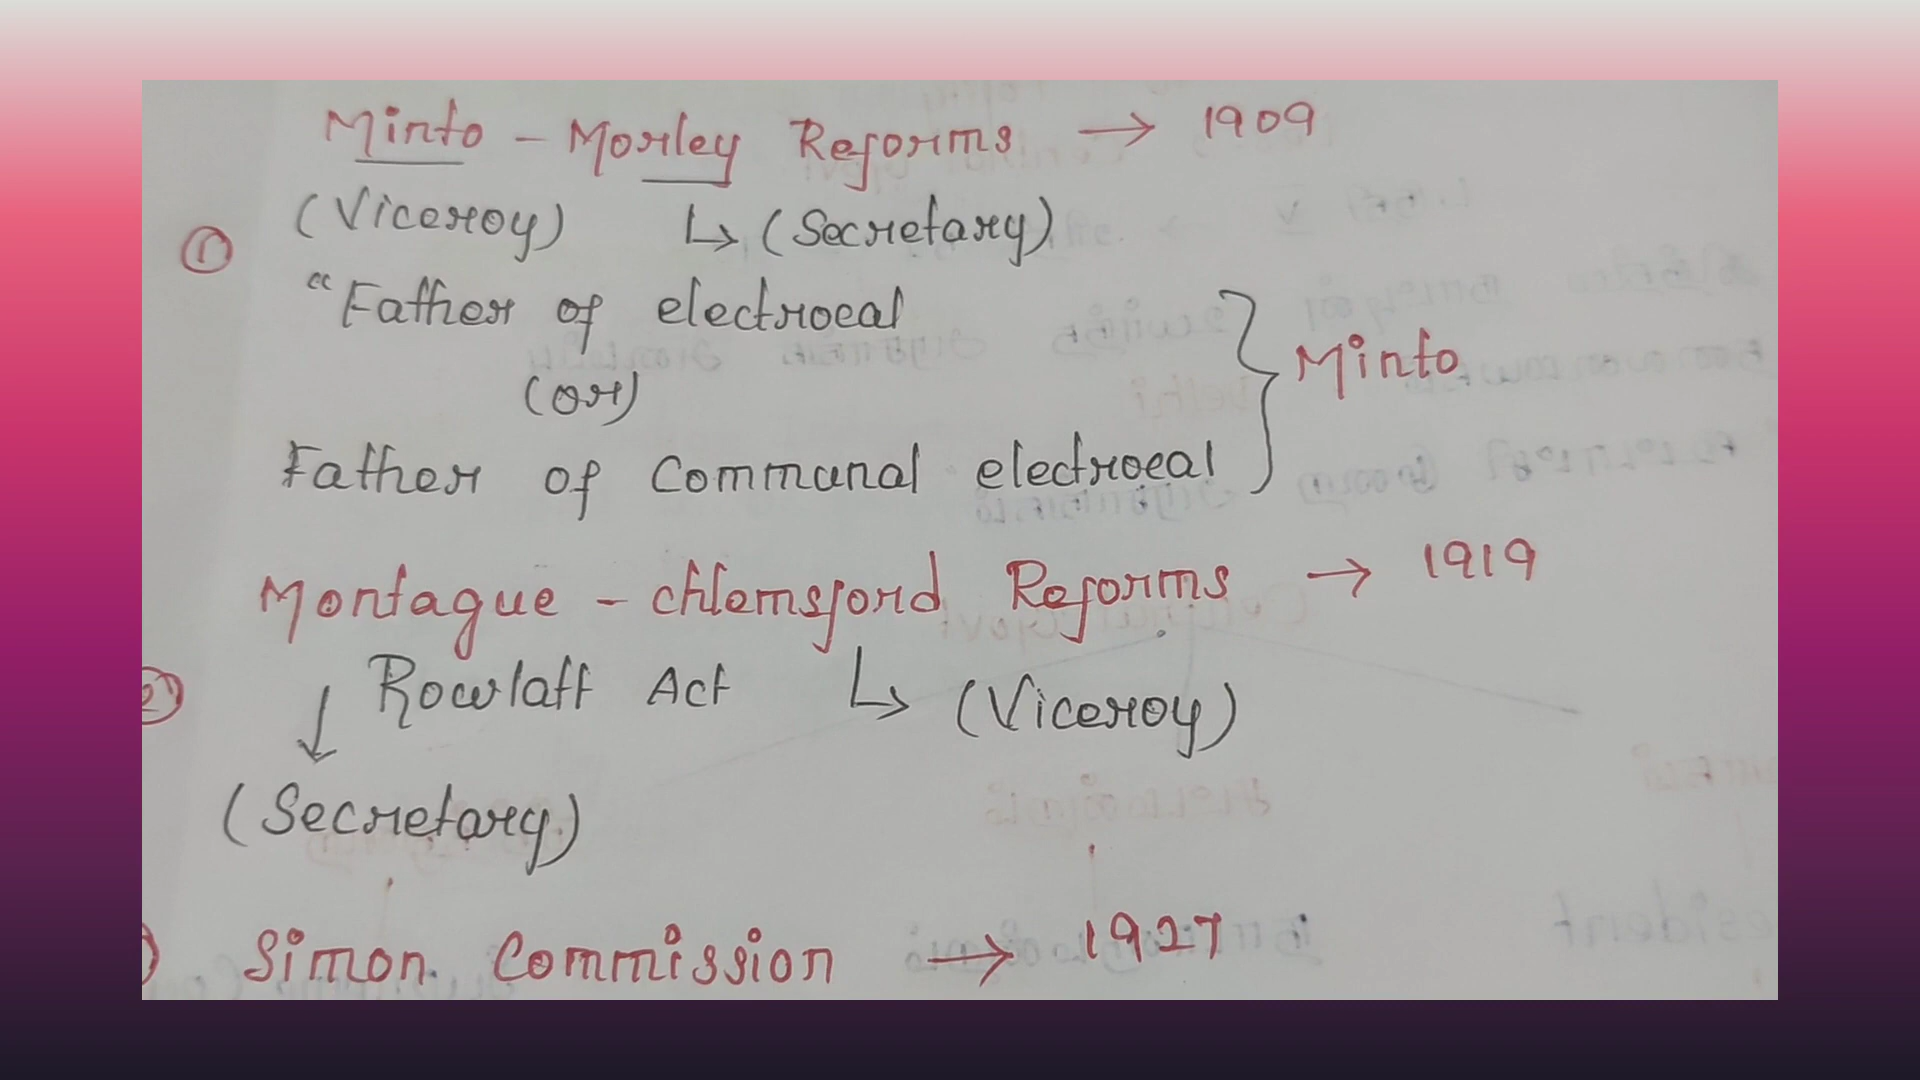 Minto - Morley Reforms → 1909
(Viceroy) ↳ (Secretary)
① "Father of electroeal
(or)
Father of Communal electroeal } Minto
Montague - chlemsford Reforms → 1919
② ↓ Rowlatt Act ↳ (Viceroy)
(Secretary)
Simon Commission → 1927